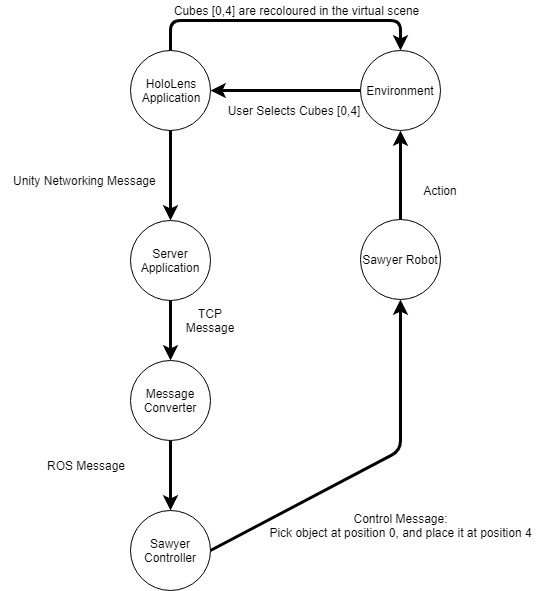 Cubes [0,4] are recoloured in the virtual scene
HoloLens
Application
Environment
User Selects Cubes [0,4]
Unity Networking Message
Action
Server
Application
Sawyer Robot
TCP
Message
Message
Converter
ROS Message
Control Message:
Pick object at position 0, and place it at position 4
Sawyer
Controller